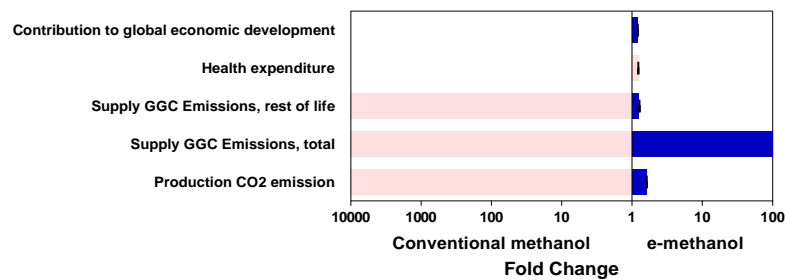 Contribution to global economic development
Health expenditure
Supply GGC Emissions, rest of life
Supply GGC Emissions, total
Production CO2 emission
10000 1000 100 10 1 10 100
Conventional methanol e-methanol
Fold Change